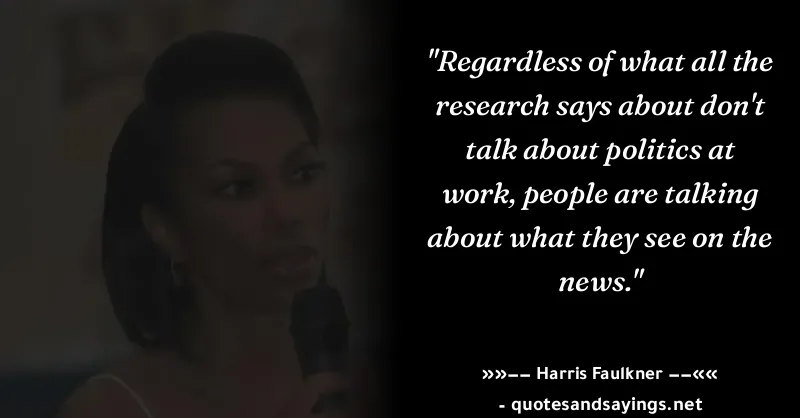 "Regardless of what all the
research says about don't
talk about politics at
work, people are talking
about what they see on the
news."
»»−− Harris Faulkner −−««
- quotesandsayings.net